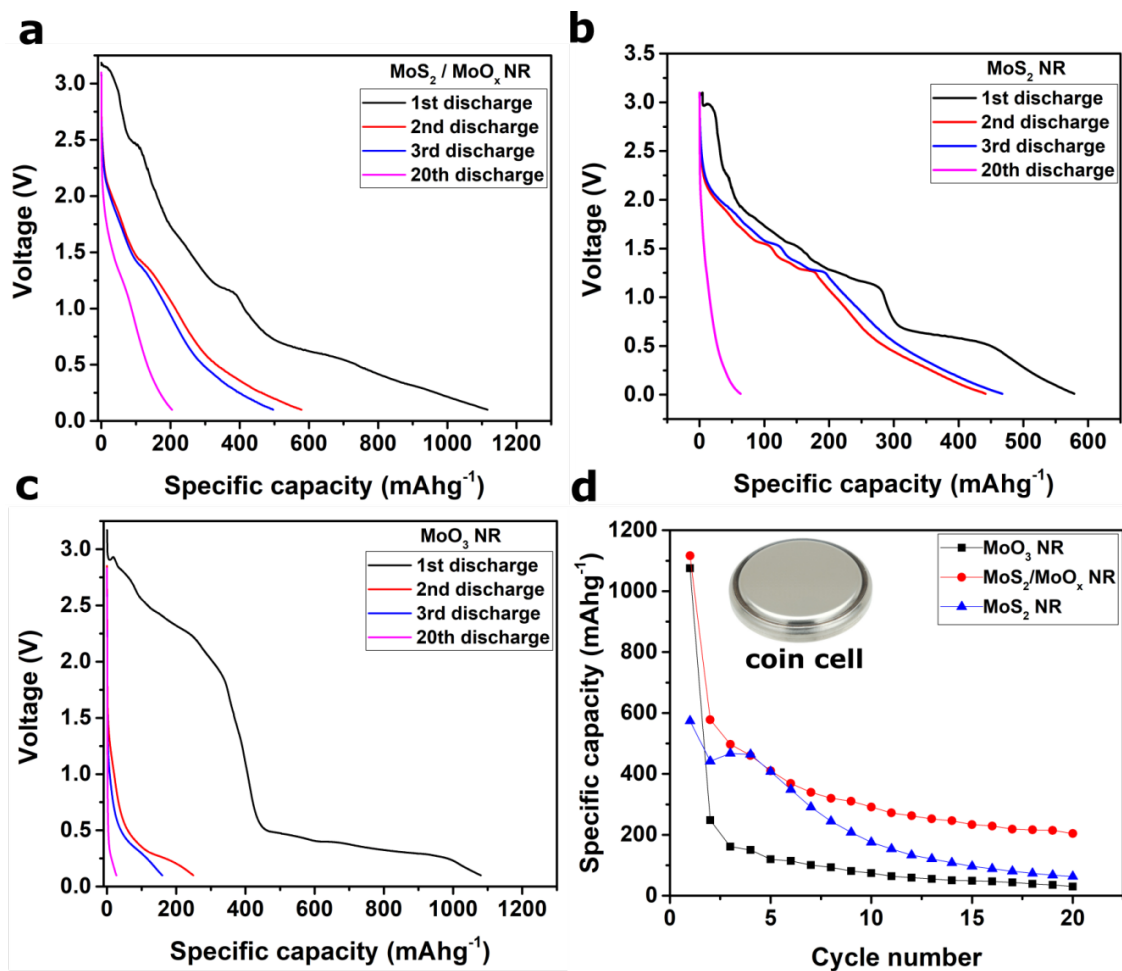 a
MoS₂ / MoOₓ NR
1st discharge
2nd discharge
3rd discharge
20th discharge
3.0
2.5
2.0
1.5
1.0
0.5
0.0
Voltage (V)
0 200 400 600 800 1000 1200
Specific capacity (mAhg⁻¹)
b
MoS₂ NR
1st discharge
2nd discharge
3rd discharge
20th discharge
3.5
3.0
2.5
2.0
1.5
1.0
0.5
0.0
Voltage (V)
0 100 200 300 400 500 600
Specific capacity (mAhg⁻¹)
c
MoO₃ NR
1st discharge
2nd discharge
3rd discharge
20th discharge
3.0
2.5
2.0
1.5
1.0
0.5
0.0
Voltage (V)
0 200 400 600 800 1000 1200
Specific capacity (mAhg⁻¹)
d
MoO₃ NR
MoS₂/MoOₓ NR
MoS₂ NR
coin cell
1200
1000
800
600
400
200
0
Specific capacity (mAhg⁻¹)
0 5 10 15 20
Cycle number